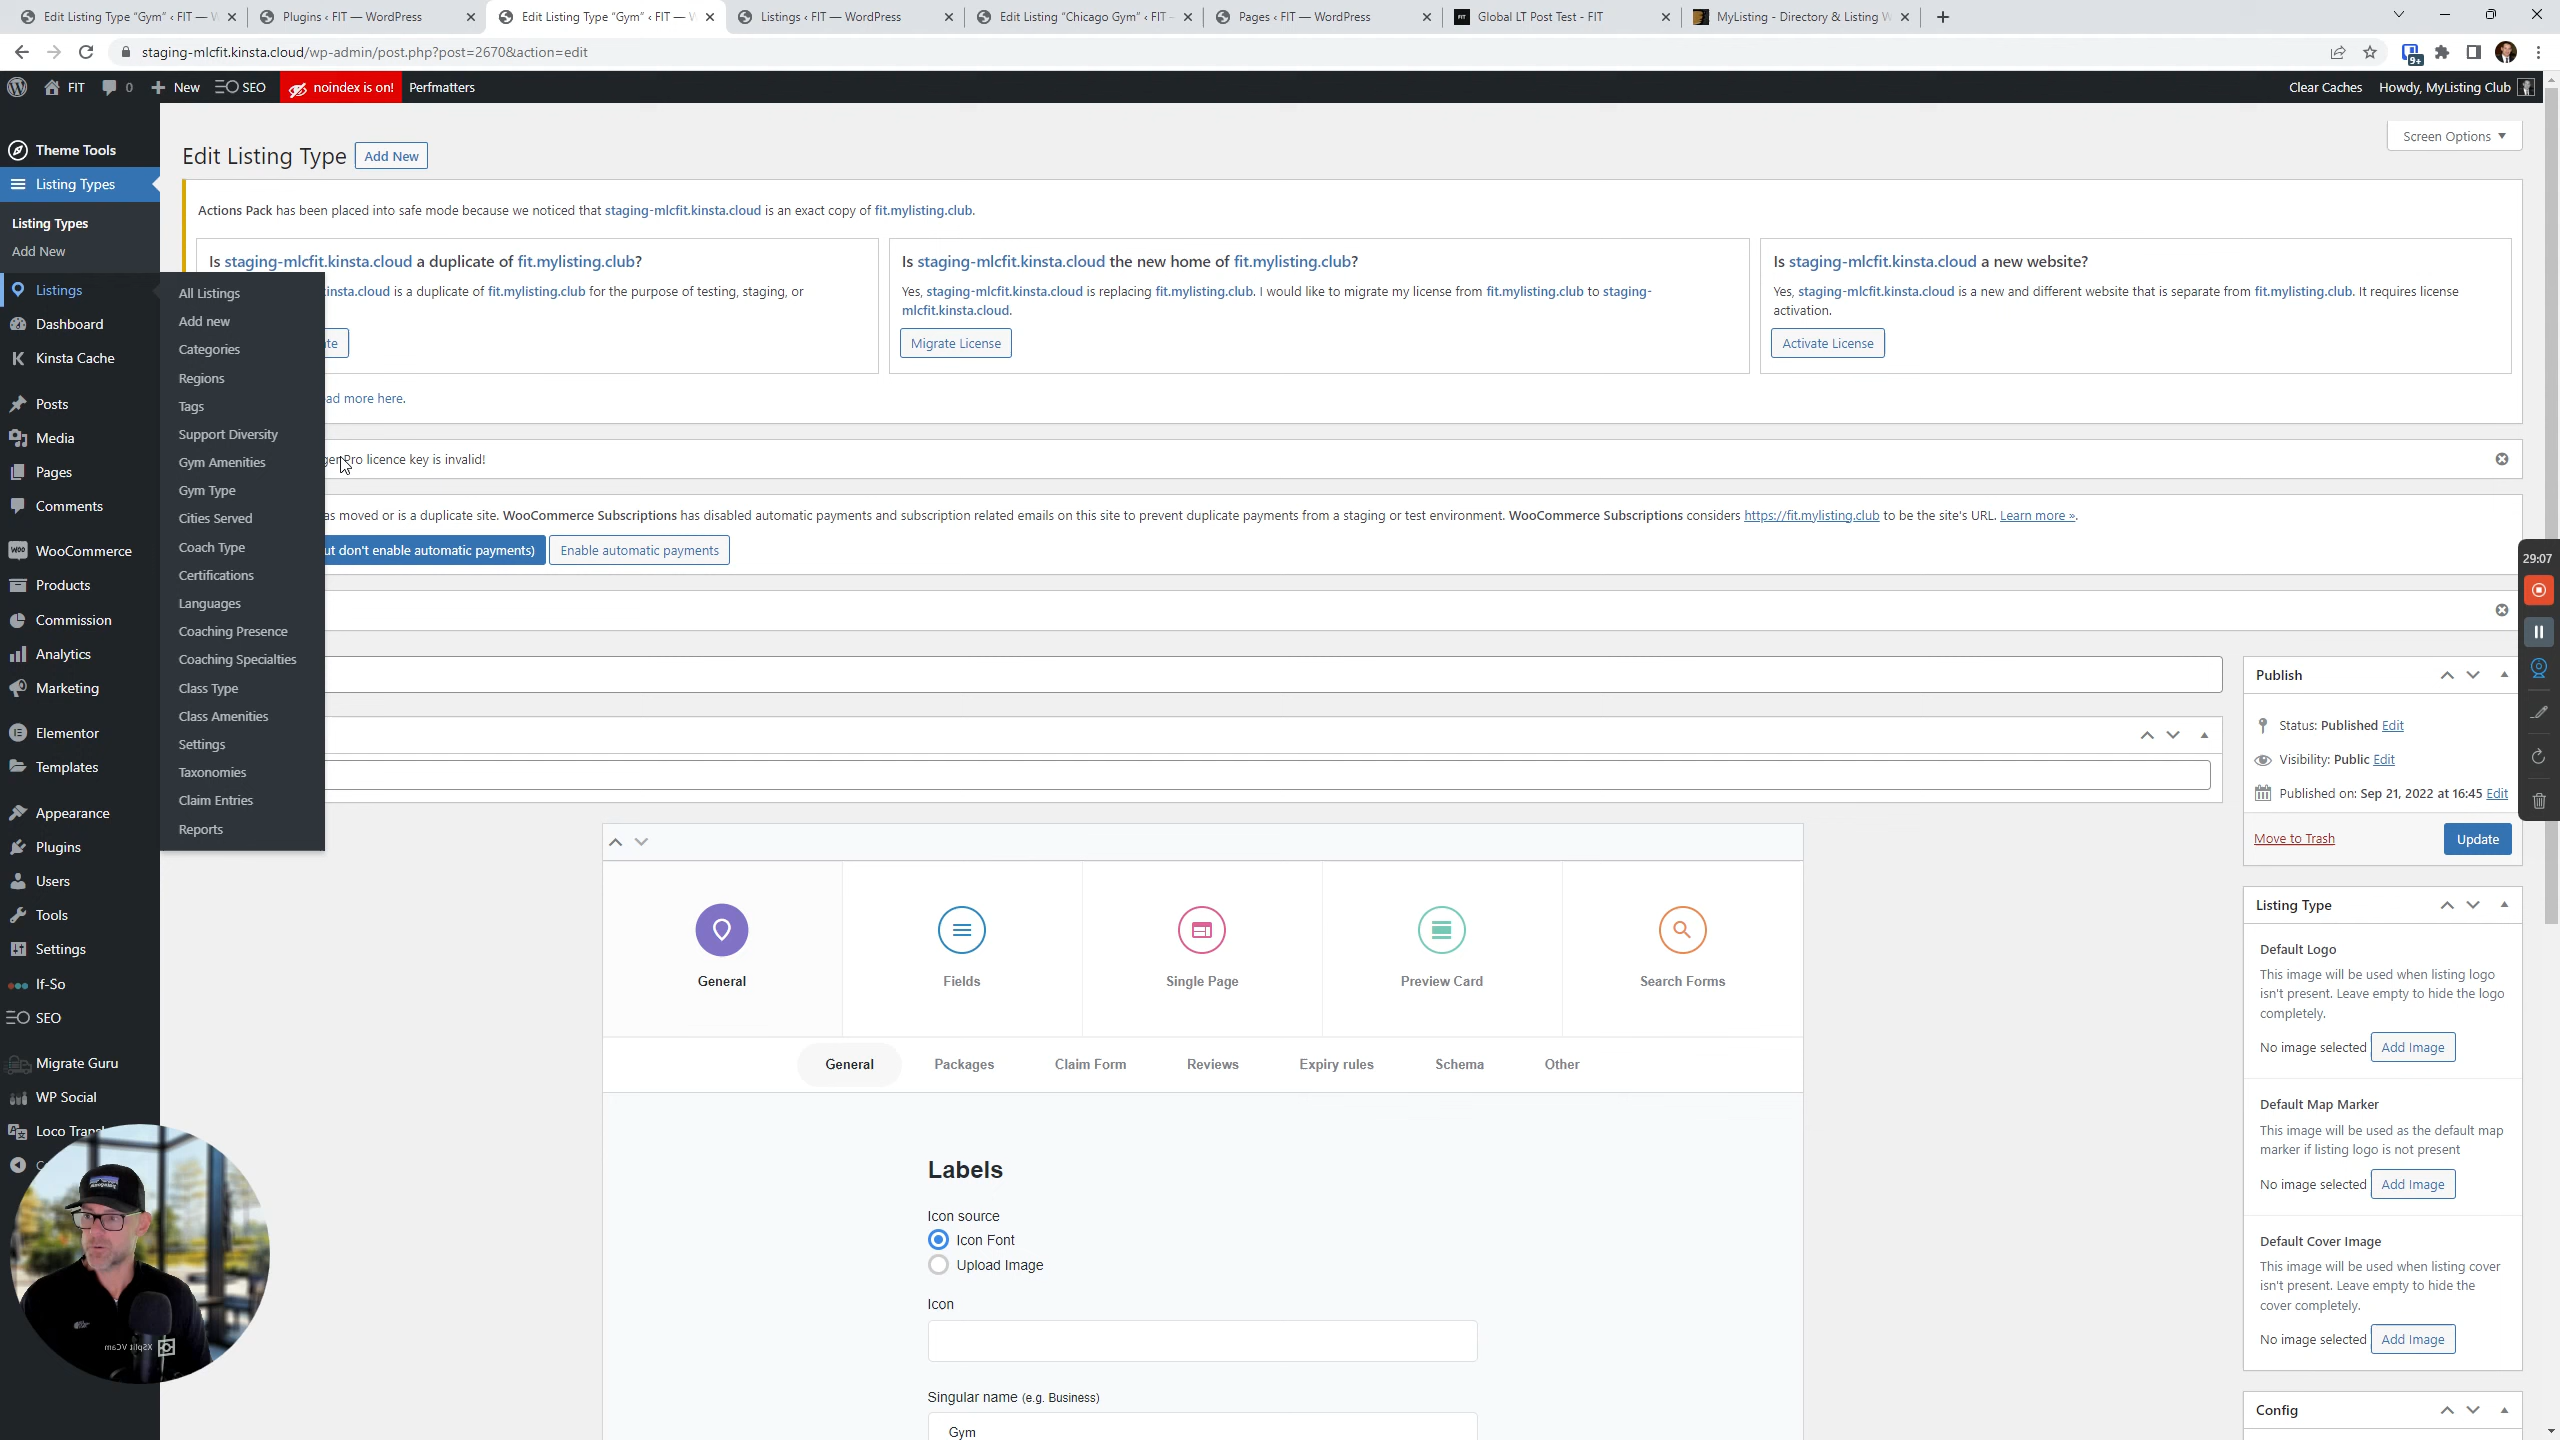 Edit Listing Type "Gym" ‹ FIT —
Plugins ‹ FIT — WordPress
Edit Listing Type "Gym" ‹ FIT —
Listings ‹ FIT — WordPress
Edit Listing "Chicago Gym" ‹ FIT -
Pages ‹ FIT — WordPress
Global LT Post Test - FIT
MyListing - Directory & Listing
staging-mlcfit.kinsta.cloud/wp-admin/post.php?post=2670&action=edit
9+
FIT
0
New
SEO
noindex is on!
Perfmatters
Clear Caches
Howdy, MyListing Club
Theme Tools
Listing Types
Listing Types
Add New
Listings
Dashboard
Kinsta Cache
Posts
Media
Pages
Comments
WooCommerce
Products
Commission
Analytics
Marketing
Elementor
Templates
Appearance
Plugins
Users
Tools
Settings
If-So
SEO
Migrate Guru
WP Social
Loco Trans
All Listings
Add new
Categories
Regions
Tags
Support Diversity
Gym Amenities
Gym Type
Cities Served
Coach Type
Certifications
Languages
Coaching Presence
Coaching Specialties
Class Type
Class Amenities
Settings
Taxonomies
Claim Entries
Reports
Screen Options
Edit Listing Type
Add New
Actions Pack has been placed into safe mode because we noticed that staging-mlcfit.kinsta.cloud is an exact copy of fit.mylisting.club.
Is staging-mlcfit.kinsta.cloud a duplicate of fit.mylisting.club?
insta.cloud is a duplicate of fit.mylisting.club for the purpose of testing, staging, or
te
Is staging-mlcfit.kinsta.cloud the new home of fit.mylisting.club?
Yes, staging-mlcfit.kinsta.cloud is replacing fit.mylisting.club. I would like to migrate my license from fit.mylisting.club to staging-
mlcfit.kinsta.cloud.
Migrate License
Is staging-mlcfit.kinsta.cloud a new website?
Yes, staging-mlcfit.kinsta.cloud is a new and different website that is separate from fit.mylisting.club. It requires license
activation.
Activate License
ad more here.
ger Pro licence key is invalid!
as moved or is a duplicate site. WooCommerce Subscriptions has disabled automatic payments and subscription related emails on this site to prevent duplicate payments from a staging or test environment. WooCommerce Subscriptions considers https://fit.mylisting.club to be the site's URL. Learn more ».
ut don't enable automatic payments)
Enable automatic payments
29:07
Publish
Status: Published Edit
Visibility: Public Edit
Published on: Sep 21, 2022 at 16:45 Edit
Move to Trash
Update
General
Fields
Single Page
Preview Card
Search Forms
General
Packages
Claim Form
Reviews
Expiry rules
Schema
Other
Labels
Icon source
Icon Font
Upload Image
Icon
Singular name (e.g. Business)
Gym
Listing Type
Default Logo
This image will be used when listing logo
isn't present. Leave empty to hide the logo
completely.
No image selected
Add Image
Default Map Marker
This image will be used as the default map
marker if listing logo is not present
No image selected
Add Image
Default Cover Image
This image will be used when listing cover
isn't present. Leave empty to hide the
cover completely.
No image selected
Add Image
Config
XSplit VCam